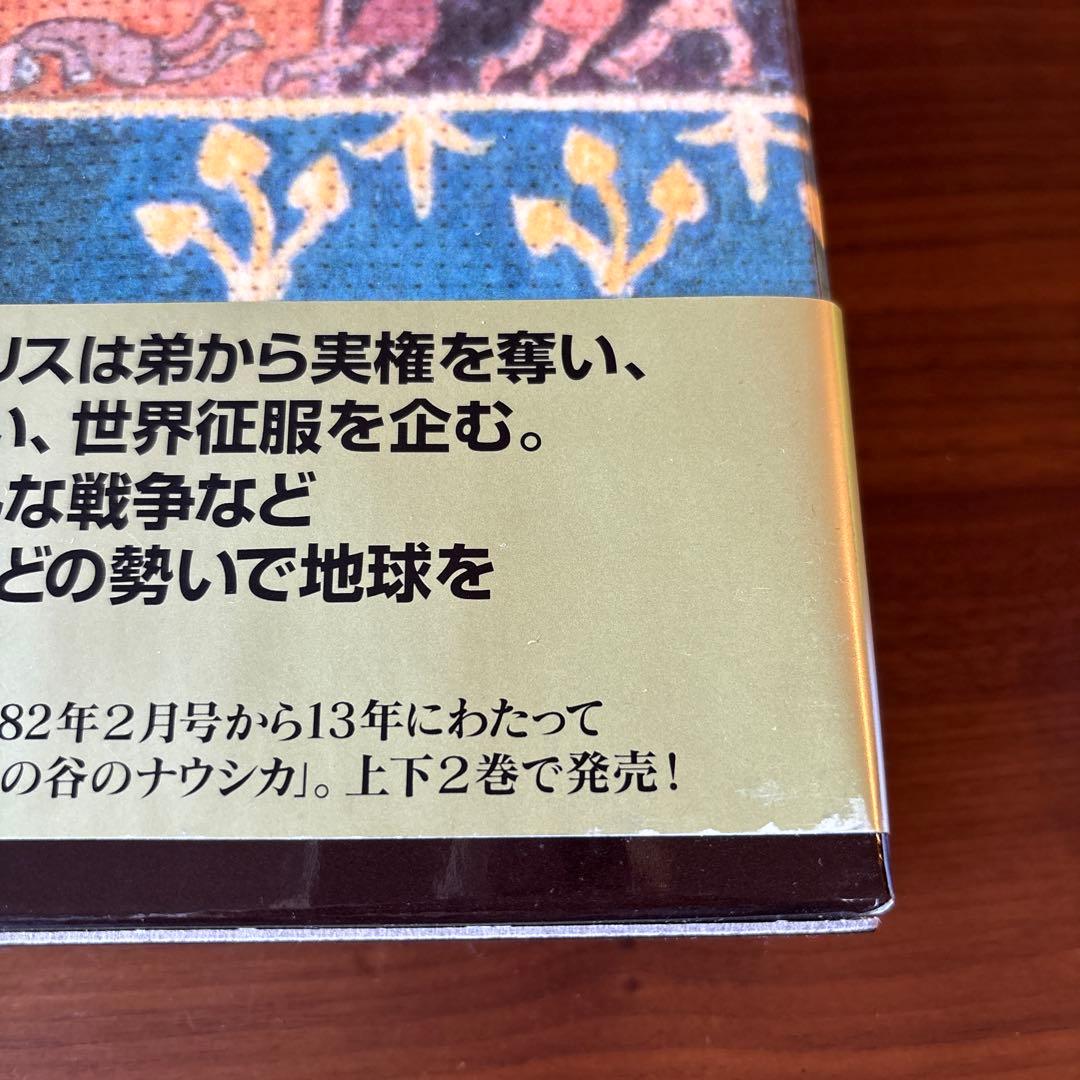 リスは弟から実権を奪い、
い、世界征服を企む。
な戦争など
どの勢いで地球を
82年2月号から13年にわたって
の谷のナウシカ」。上下2巻で発売!